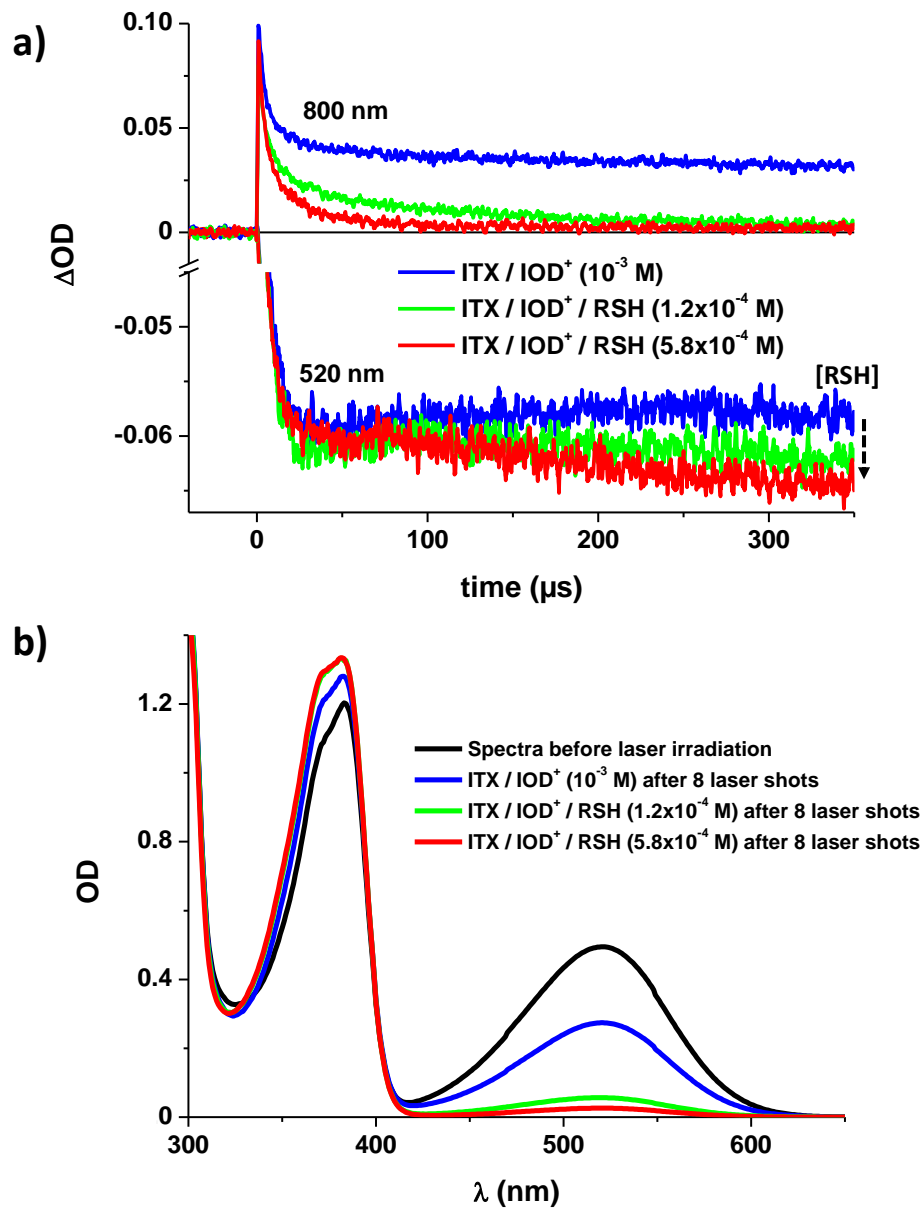 a)
0.10
0.05
0
-0.05
-0.06
ΔOD
800 nm
ITX / IOD⁺ (10⁻³ M)
ITX / IOD⁺ / RSH (1.2x10⁻⁴ M)
ITX / IOD⁺ / RSH (5.8x10⁻⁴ M)
520 nm
[RSH]
0 100 200 300
time (μs)
b)
1.2
0.8
0.4
0
OD
Spectra before laser irradiation
ITX / IOD⁺ (10⁻³ M) after 8 laser shots
ITX / IOD⁺ / RSH (1.2x10⁻⁴ M) after 8 laser shots
ITX / IOD⁺ / RSH (5.8x10⁻⁴ M) after 8 laser shots
300 400 500 600
λ (nm)